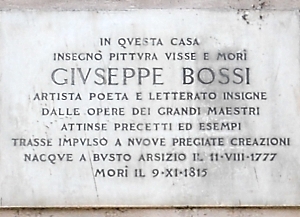 IN QVESTA CASA
INSEGNÒ PITTVRA VISSE E MORÌ
GIVSEPPE BOSSI
ARTISTA POETA E LETTERATO INSIGNE
DALLE OPERE DEI GRANDI MAESTRI
ATTINSE PRECETTI ED ESEMPI
TRASSE IMPVLSO A NVOVE PREGIATE CREAZIONI
NACQVE A BVSTO ARSIZIO IL 11-VIII-1777
MORÌ IL 9-XI-1815